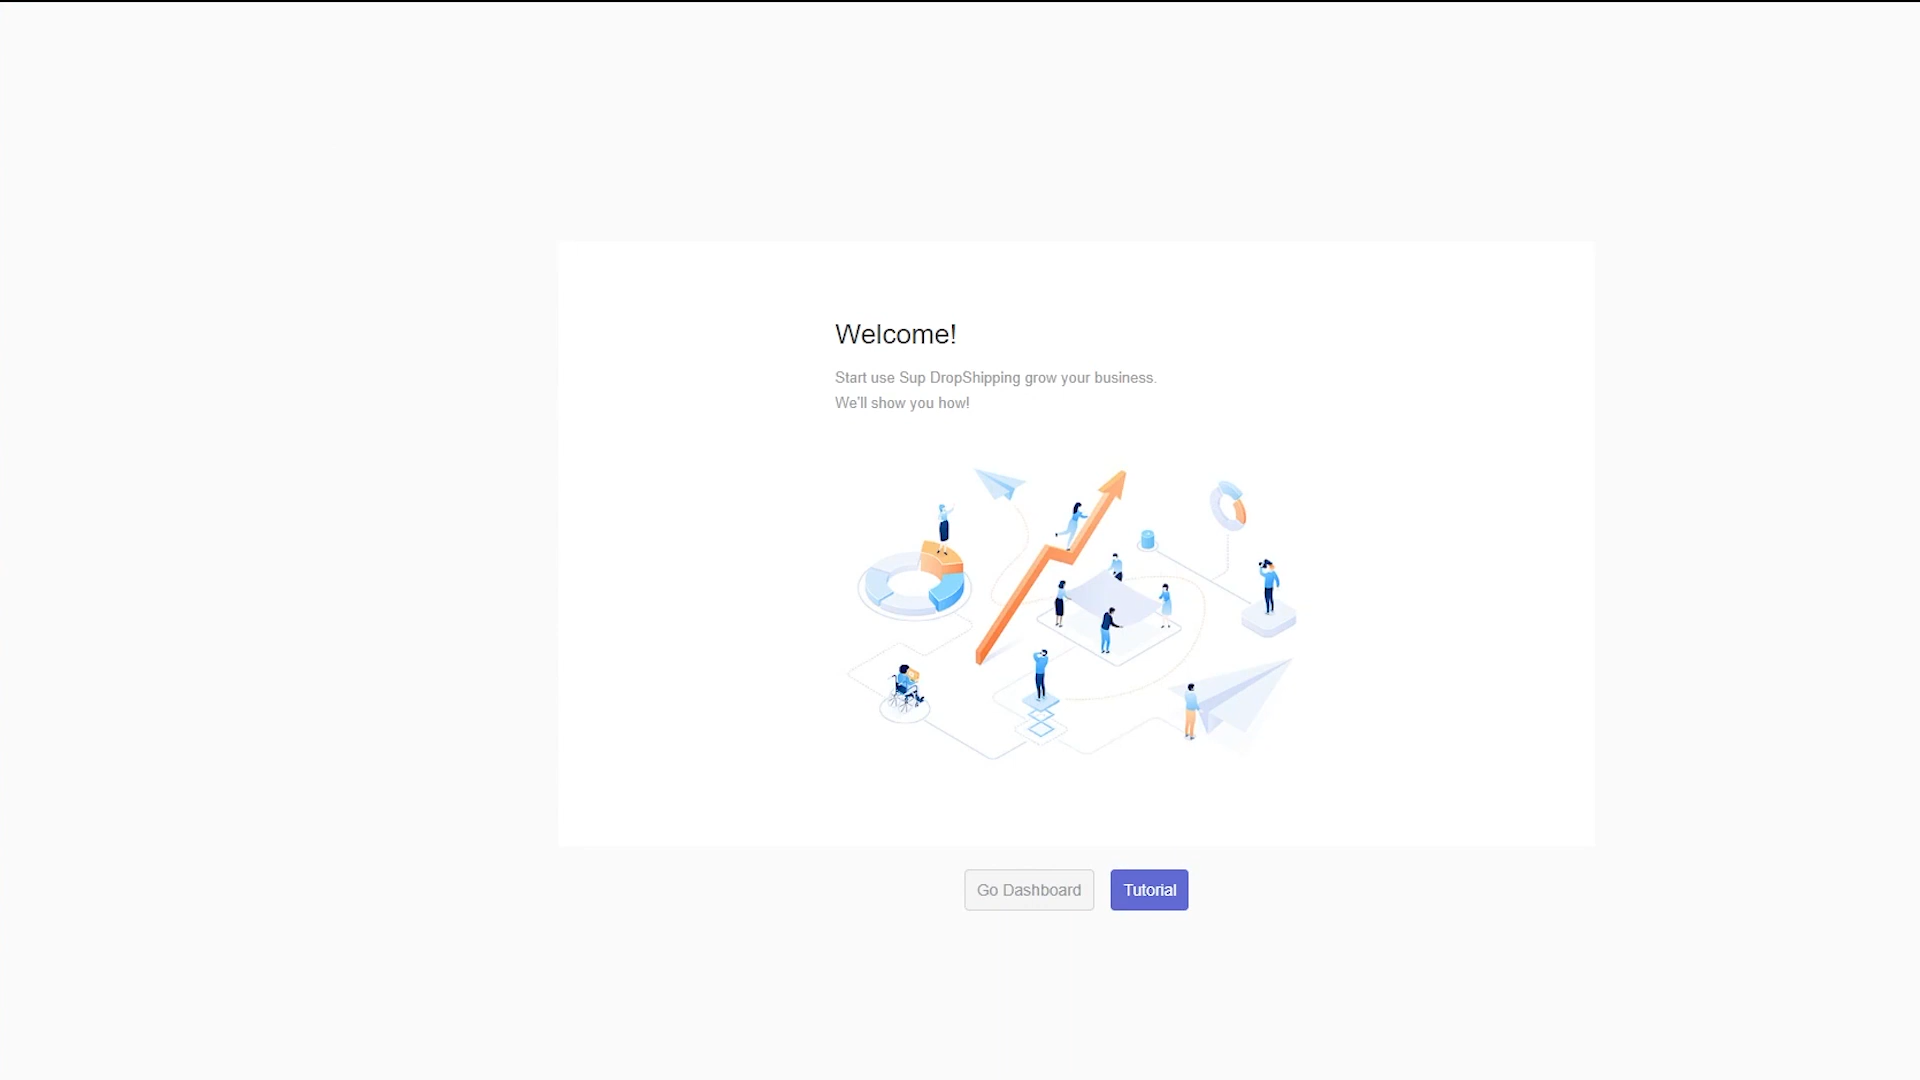 Welcome!
Start use Sup DropShipping grow your business.
We'll show you how!
Go Dashboard
Tutorial